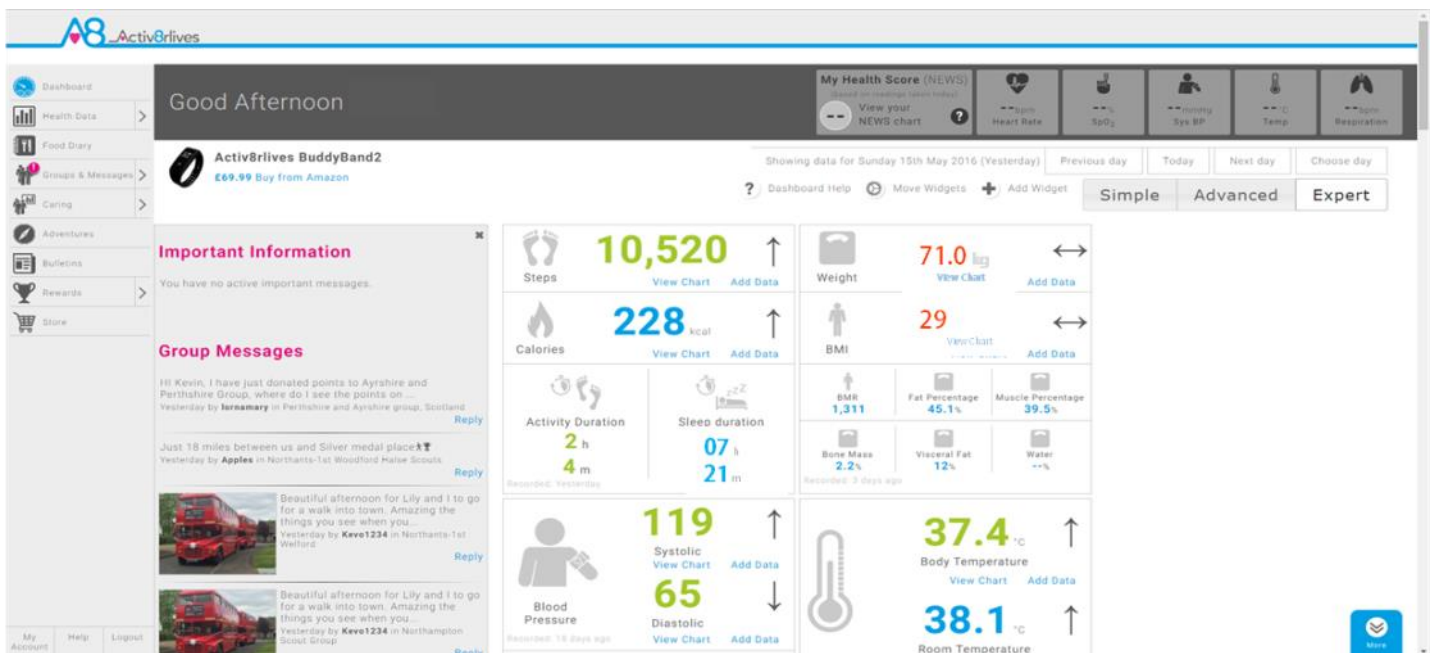 A8 Activ8rlives
Dashboard
Health Data
Food Diary
Groups & Messages
Caring
Adventures
Bulletins
Rewards
Store
My Account
Help
Logout
Good Afternoon
My Health Score (NEWS)
(based on readings taken today)
-- View your
NEWS chart ?
--bpm
Heart Rate
--%
SpO2
--mmHg
Sys BP
--°C
Temp
--bpm
Respiration
Activ8rlives BuddyBand2
£69.99 Buy from Amazon
Showing data for Sunday 15th May 2016 (Yesterday) Previous day Today Next day Choose day
? Dashboard Help Move Widgets Add Widget Simple Advanced Expert
Important Information
You have no active important messages.
Group Messages
Hi Kevin, I have just donated points to Ayrshire and
Perthshire Group, where do I see the points on ...
Yesterday by lornamary in Perthshire and Ayrshire group, Scotland
Reply
Just 18 miles between us and Silver medal place
Yesterday by Apples in Northants-1st Woodford Halse Scouts
Reply
Beautiful afternoon for Lily and I to go
for a walk into town. Amazing the
things you see when you...
Yesterday by Kevo1234 in Northants-1st
Welford
Reply
Beautiful afternoon for Lily and I to go
for a walk into town. Amazing the
things you see when you...
Yesterday by Kevo1234 in Northampton
Scout Group
Reply
Steps
10,520 ↑
View Chart Add Data
Calories
228 kcal ↑
View Chart Add Data
Activity Duration
2 h
4 m
Recorded: Yesterday
Sleep duration
07 h
21 m
Weight
71.0 kg ↔
View Chart Add Data
BMI
29 ↔
View Chart Add Data
BMR
1,311
Fat Percentage
45.1%
Muscle Percentage
39.5%
Bone Mass
2.2%
Visceral Fat
12%
Water
--%
Recorded: 3 days ago
Blood
Pressure
Recorded: 16 days ago
119 ↑
Systolic
View Chart Add Data
65 ↓
Diastolic
View Chart Add Data
37.4 °C ↑
Body Temperature
View Chart Add Data
38.1 °C ↑
Room Temperature
More